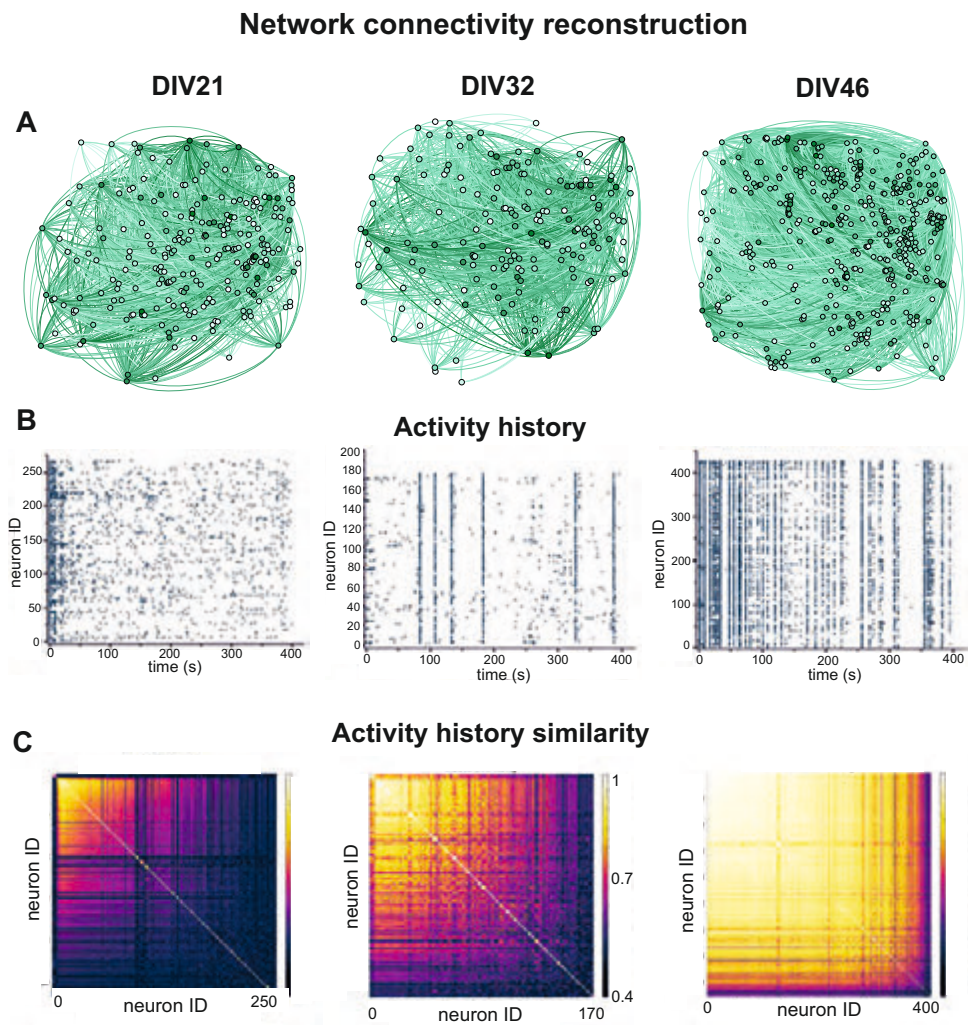 Network connectivity reconstruction
DIV21
DIV32
DIV46
A
B
Activity history
neuron ID
250
200
150
100
50
0
0
100
200
300
400
time (s)
neuron ID
200
180
160
140
120
100
80
60
40
20
0
0
100
200
300
400
time (s)
neuron ID
400
300
200
100
0
0
100
200
300
400
time (s)
C
Activity history similarity
neuron ID
0
250
neuron ID
neuron ID
0
170
neuron ID
1
0.7
0.4
neuron ID
0
400
neuron ID